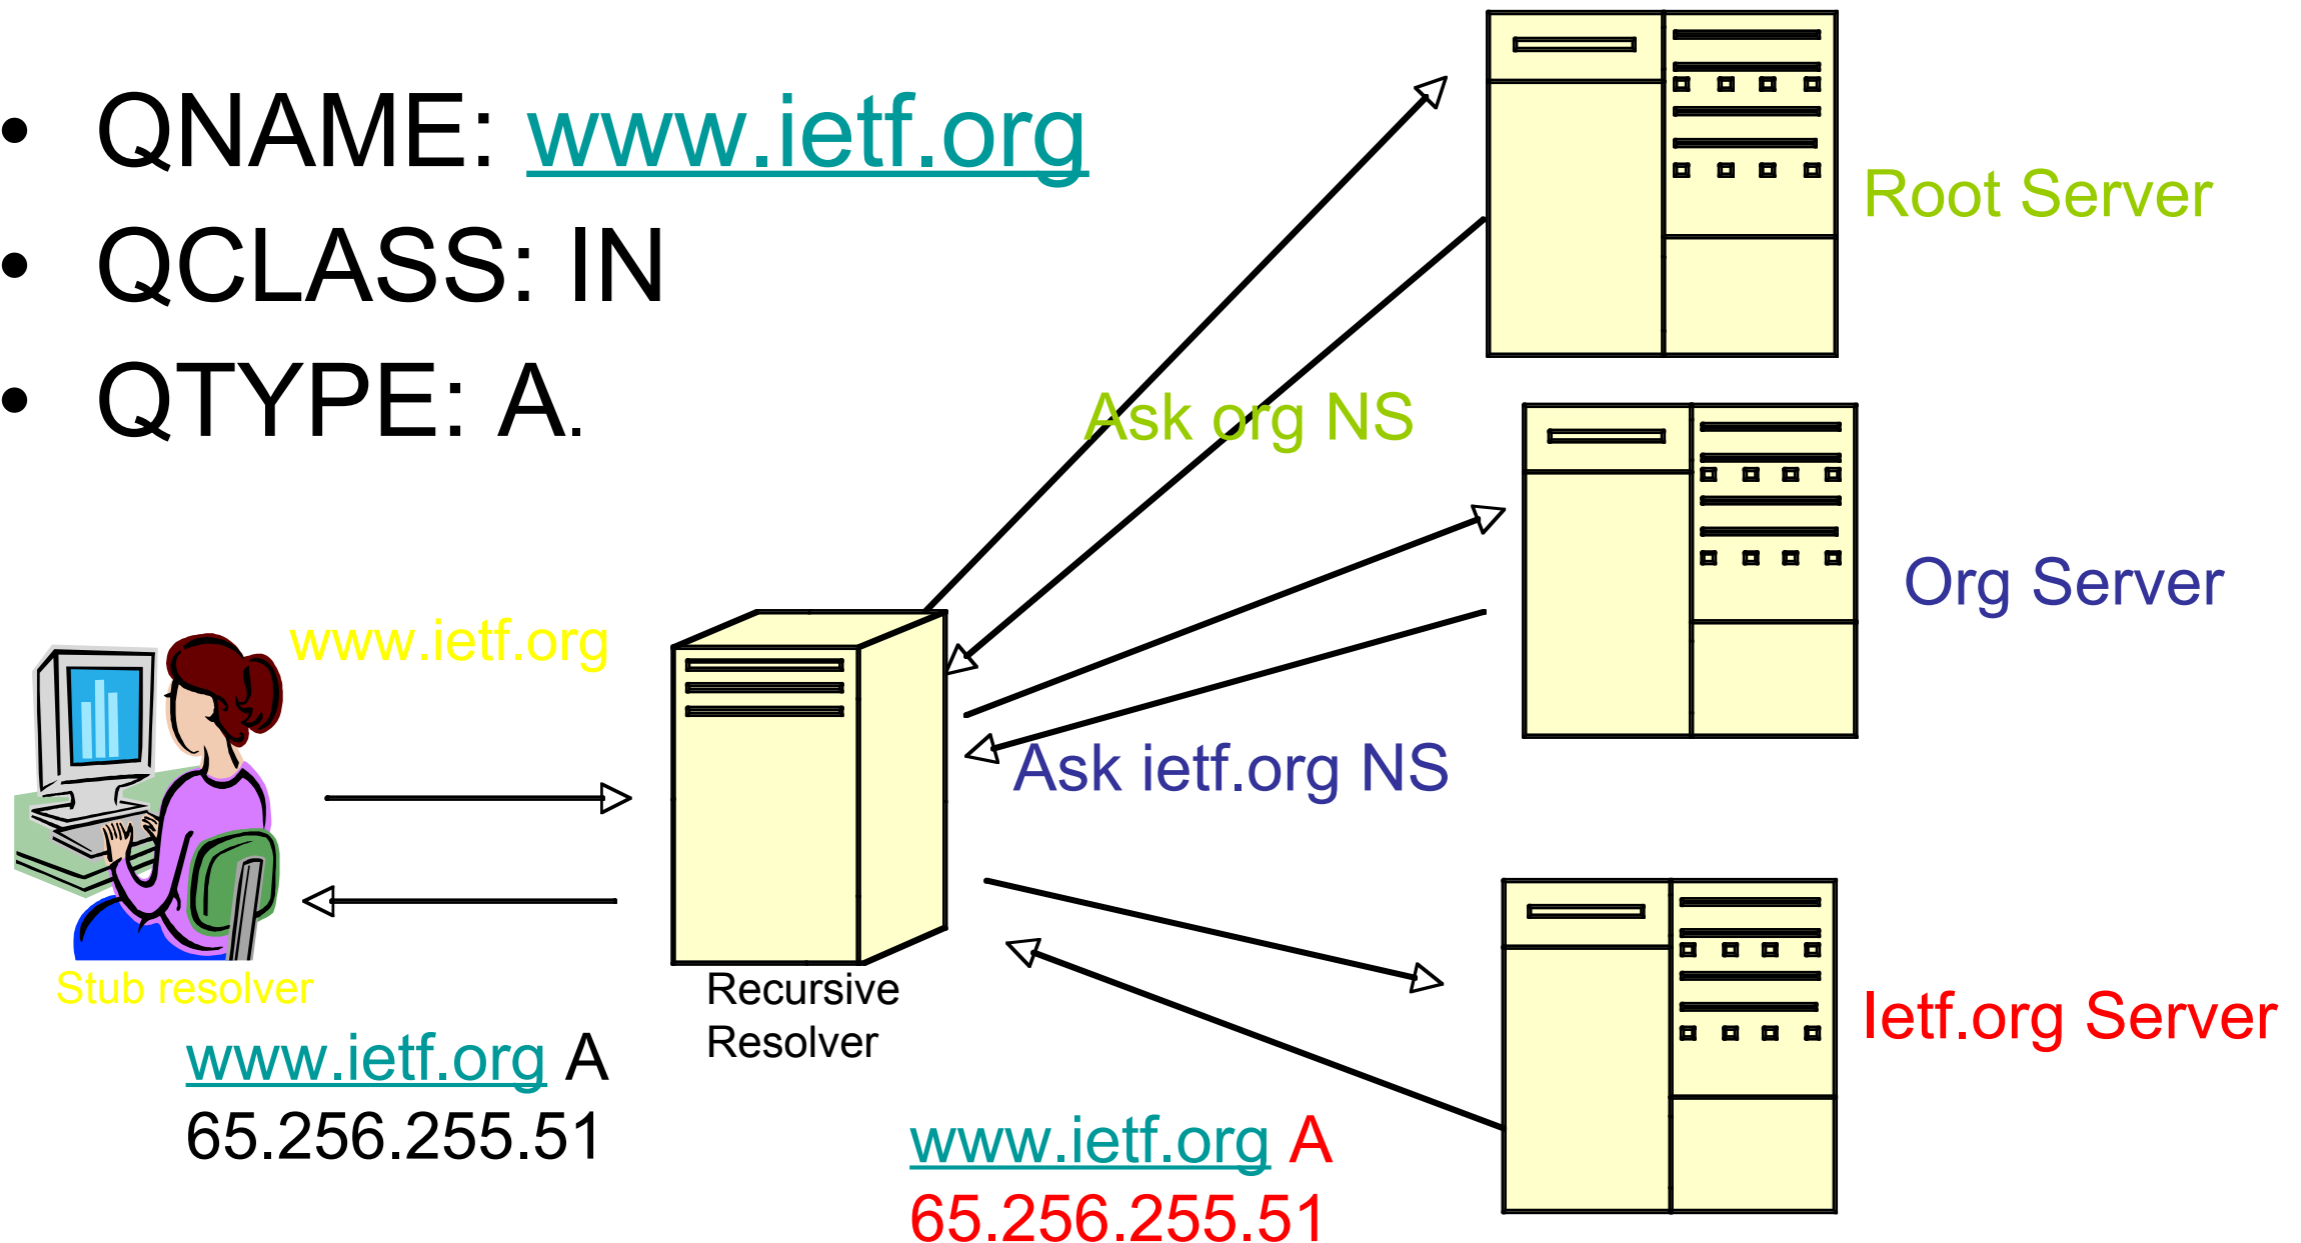 • QNAME: www.ietf.org
• QCLASS: IN
• QTYPE: A.
Root Server
Ask org NS
Org Server
www.ietf.org
Ask ietf.org NS
Stub resolver
Recursive
Resolver
Ietf.org Server
www.ietf.org A
65.256.255.51
www.ietf.org A
65.256.255.51